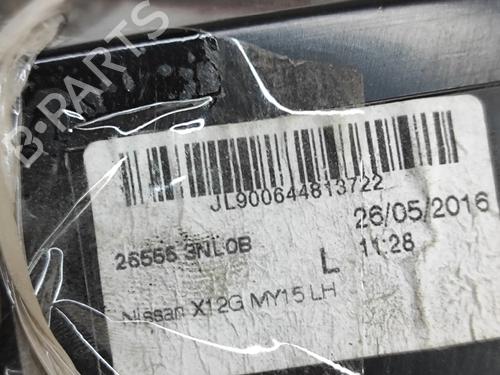 B-PARTS
JL900644813722
26555 3NL0B
L
26/05/2016
11:28
Nissan X12G MY15 LH